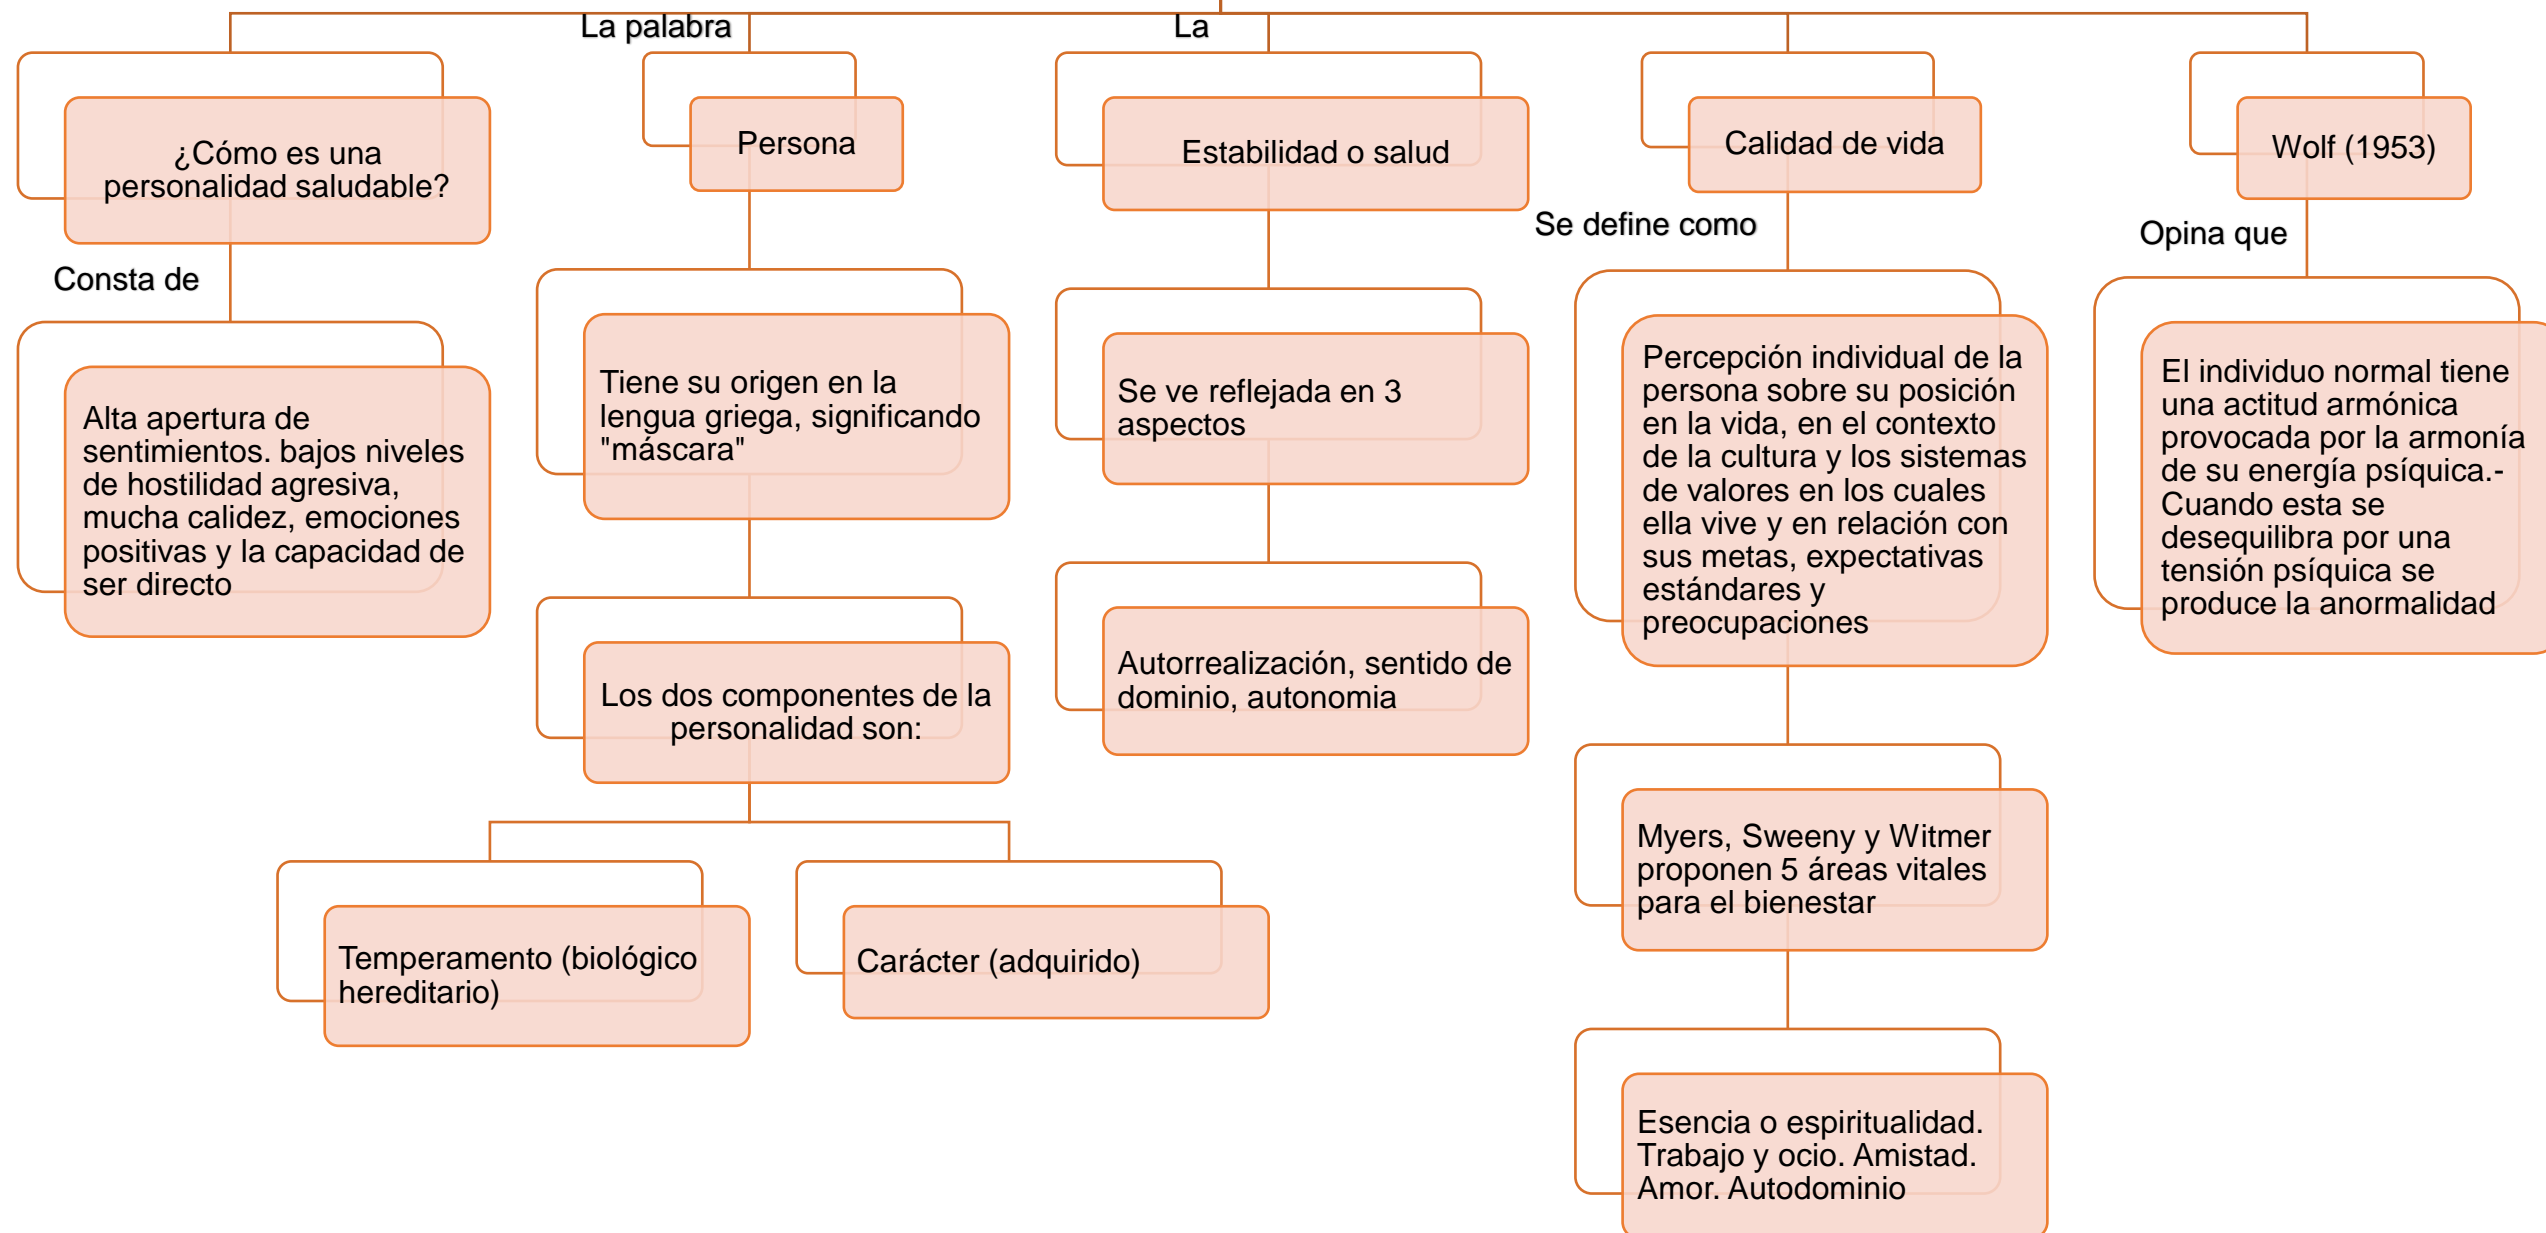 La palabra
La
¿Cómo es una
personalidad saludable?
Persona
Estabilidad o salud
Calidad de vida
Wolf (1953)
Consta de
Se define como
Opina que
Alta apertura de
sentimientos. bajos niveles
de hostilidad agresiva,
mucha calidez, emociones
positivas y la capacidad de
ser directo
Tiene su origen en la
lengua griega, significando
"máscara"
Se ve reflejada en 3
aspectos
Percepción individual de la
persona sobre su posición
en la vida, en el contexto
de la cultura y los sistemas
de valores en los cuales
ella vive y en relación con
sus metas, expectativas
estándares y
preocupaciones
El individuo normal tiene
una actitud armónica
provocada por la armonía
de su energía psíquica.-
Cuando esta se
desequilibra por una
tensión psíquica se
produce la anormalidad
Los dos componentes de la
personalidad son:
Autorrealización, sentido de
dominio, autonomia
Myers, Sweeny y Witmer
proponen 5 áreas vitales
para el bienestar
Temperamento (biológico
hereditario)
Carácter (adquirido)
Esencia o espiritualidad.
Trabajo y ocio. Amistad.
Amor. Autodominio